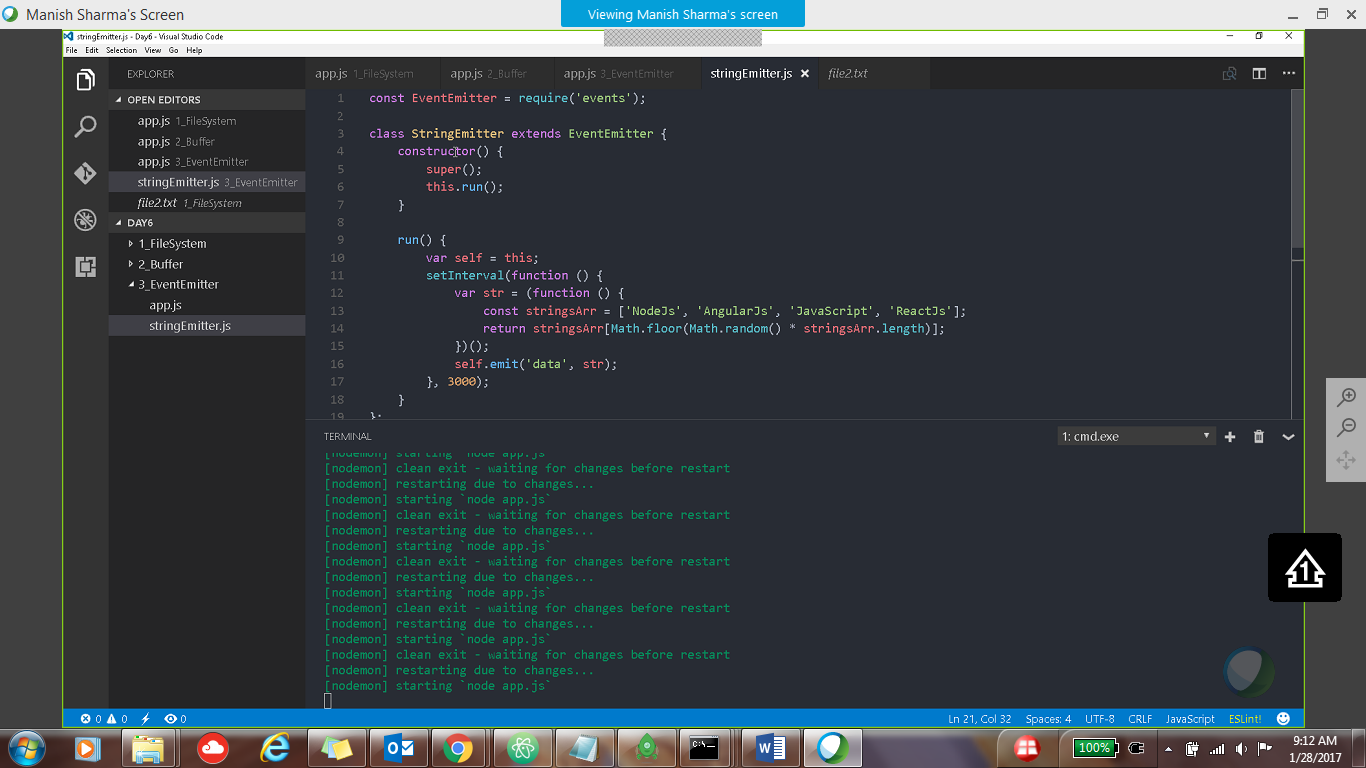 Manish Sharma's Screen
Viewing Manish Sharma's screen
stringEmitter.js - Day6 - Visual Studio Code
File Edit Selection View Go Help
EXPLORER
OPEN EDITORS
app.js 1_FileSystem
app.js 2_Buffer
app.js 3_EventEmitter
stringEmitter.js 3_EventEmitter
file2.txt 1_FileSystem
DAY6
1_FileSystem
2_Buffer
3_EventEmitter
app.js
stringEmitter.js
app.js 1_FileSystem app.js 2_Buffer app.js 3_EventEmitter stringEmitter.js file2.txt
1 const EventEmitter = require('events');
2
3 class StringEmitter extends EventEmitter {
4 constructor() {
5 super();
6 this.run();
7 }
8
9 run() {
10 var self = this;
11 setInterval(function () {
12 var str = (function () {
13 const stringsArr = ['NodeJs', 'AngularJs', 'JavaScript', 'ReactJs'];
14 return stringsArr[Math.floor(Math.random() * stringsArr.length)];
15 })();
16 self.emit('data', str);
17 }, 3000);
18 }
19 };
TERMINAL
1: cmd.exe
[nodemon] starting `node app.js`
[nodemon] clean exit - waiting for changes before restart
[nodemon] restarting due to changes...
[nodemon] starting `node app.js`
[nodemon] clean exit - waiting for changes before restart
[nodemon] restarting due to changes...
[nodemon] starting `node app.js`
[nodemon] clean exit - waiting for changes before restart
[nodemon] restarting due to changes...
[nodemon] starting `node app.js`
[nodemon] clean exit - waiting for changes before restart
[nodemon] restarting due to changes...
[nodemon] starting `node app.js`
[nodemon] clean exit - waiting for changes before restart
[nodemon] restarting due to changes...
[nodemon] starting `node app.js`
1
0 0 0
Ln 21, Col 32 Spaces: 4 UTF-8 CRLF JavaScript ESLint!
100%
9:12 AM
1/28/2017